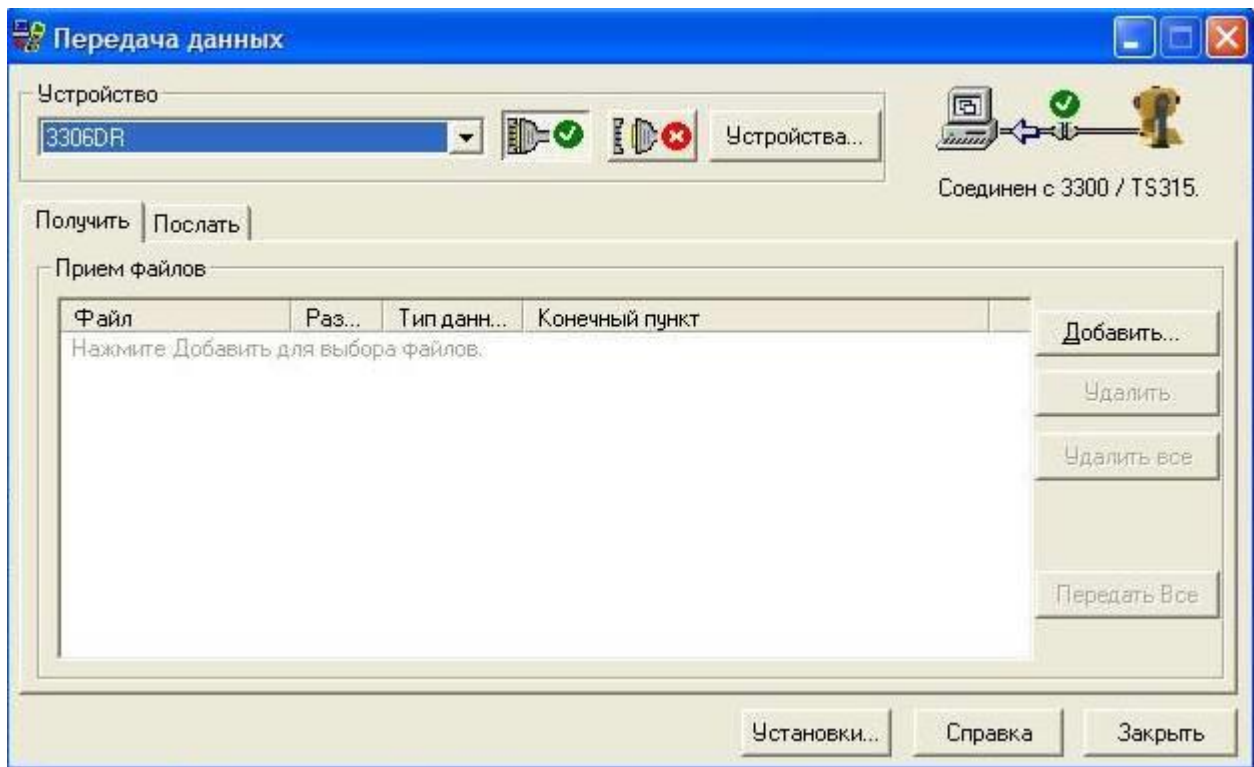 Передача данных
Устройство
3306DR
Устройства...
Соединен с 3300 / TS315.
Получить
Послать
Прием файлов
Файл Раз... Тип данн... Конечный пункт
Нажмите Добавить для выбора файлов.
Добавить...
Удалить
Удалить все
Передать Все
Установки...
Справка
Закрыть